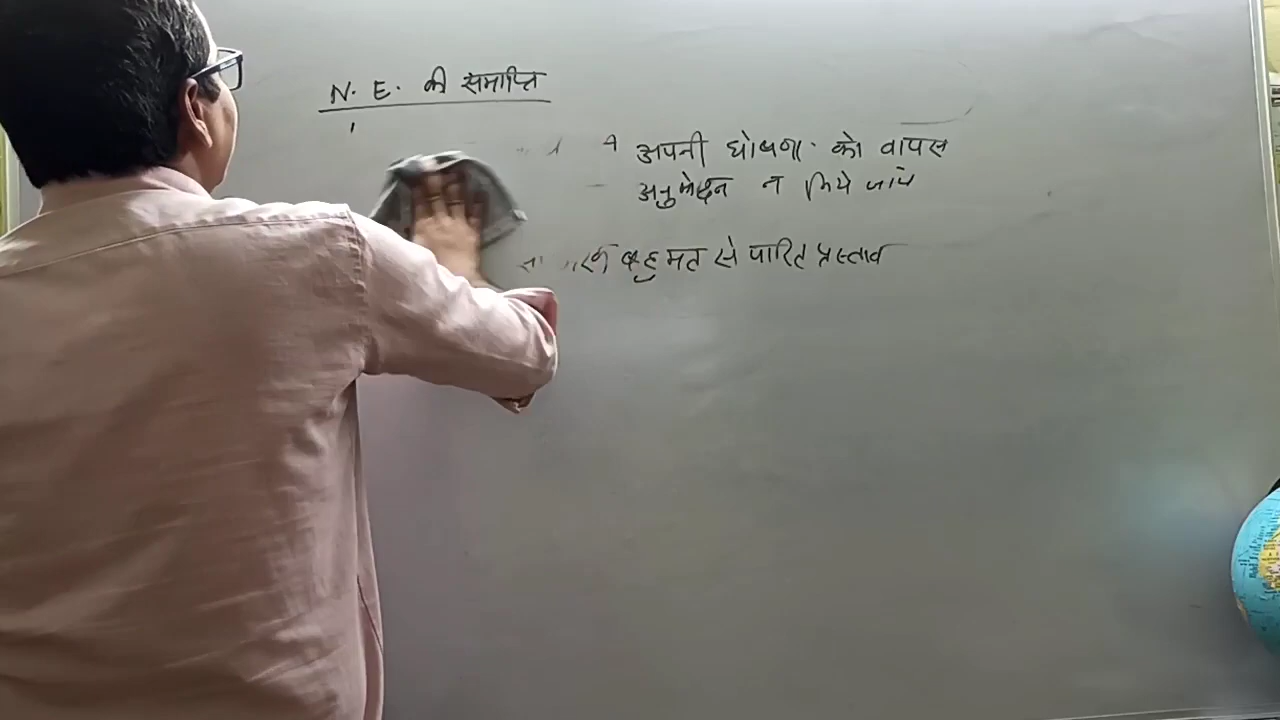 N. E. की समाप्ति
अपनी घोषणा को वापस
अनुमोदन न किये जाये
बहुमत से पारित प्रस्ताव